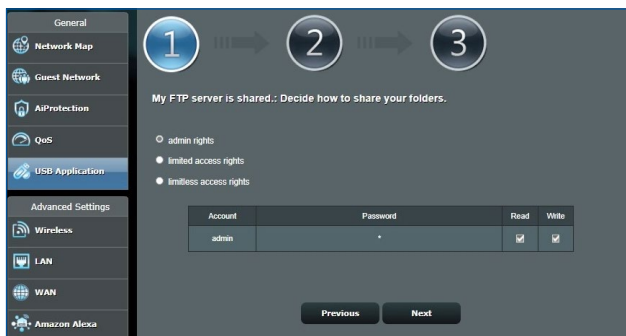 General
Network Map
Guest Network
AiProtection
QoS
USB Application
Advanced Settings
Wireless
LAN
WAN
Amazon Alexa
1
2
3
My FTP server is shared.: Decide how to share your folders.
admin rights
limited access rights
limitless access rights
Account Password Read Write
admin *
Previous Next